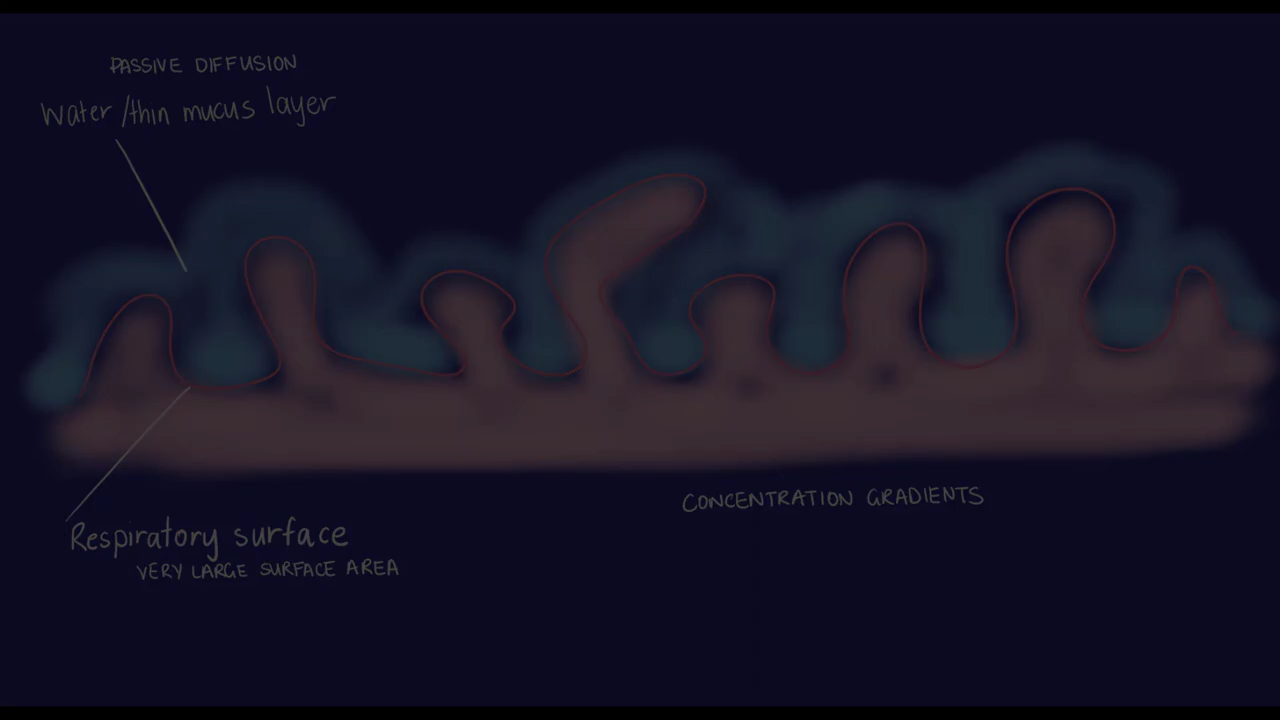 PASSIVE DIFFUSION
Water/thin mucus layer
CONCENTRATION GRADIENTS
Respiratory surface
VERY LARGE SURFACE AREA